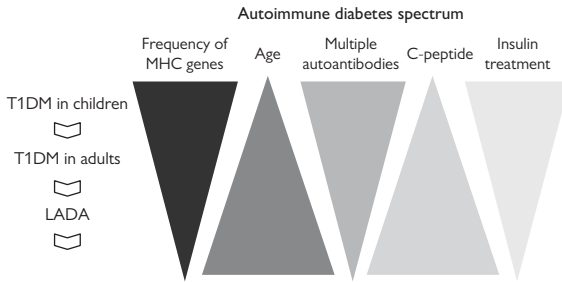 Autoimmune diabetes spectrum
Frequency of
MHC genes
Age
Multiple
autoantibodies
C-peptide
Insulin
treatment
T1DM in children
T1DM in adults
LADA